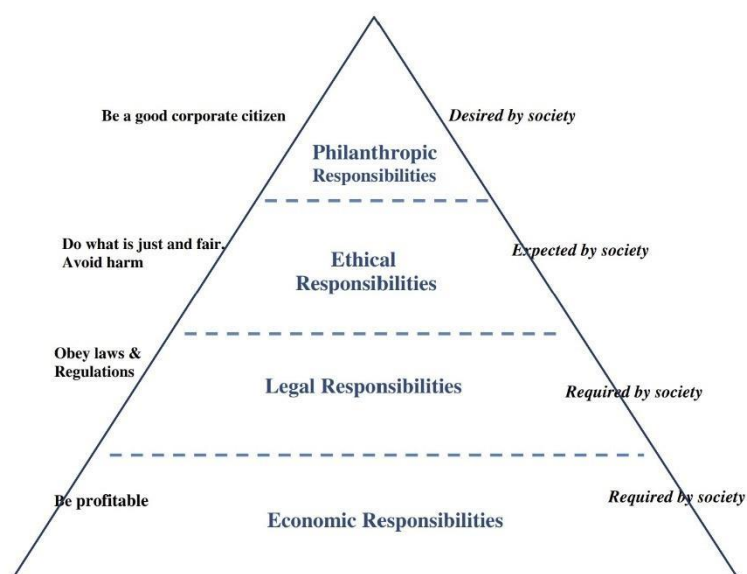 Be a good corporate citizen
Desired by society
Philanthropic
Responsibilities
Do what is just and fair,
Avoid harm
Expected by society
Ethical
Responsibilities
Obey laws &
Regulations
Legal Responsibilities
Required by society
Be profitable
Required by society
Economic Responsibilities